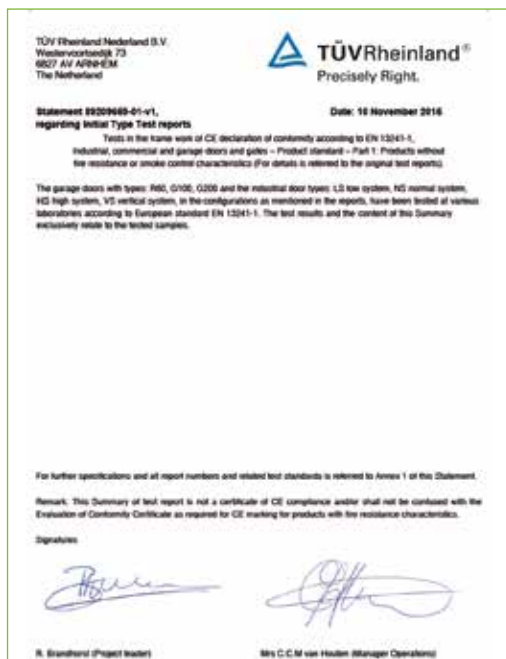 TÜV Rheinland Nederland B.V.
Westervoortsedijk 73
6827 AV ARNHEM
The Netherland
TÜVRheinland®
Precisely Right.
Statement 89209669-01-v1,
regarding Initial Type Test reports
Date: 10 November 2016
Tests in the frame work of CE declaration of conformity according to EN 13241-1,
Industrial, commercial and garage doors and gates – Product standard – Part 1: Products without
fire resistance or smoke control characteristics (For details is referred to the original test reports).
The garage doors with types: R60, G100, G200 and the industrial door types: LS low system, NS normal system,
HS high system, VS vertical system, in the configurations as mentioned in the reports, have been tested at various
laboratories according to European standard EN 13241-1. The test results and the content of this Summary
exclusively relate to the tested samples.
For further specifications and all report numbers and related test standards is referred to Annex 1 of this Statement.
Remark: This Summary of test report is not a certificate of CE compliance and/or shall not be confused with the
Evaluation of Conformity Certificate as required for CE marking for products with fire resistance characteristics.
Signatures
R. Brandhorst (Project leader)
Mrs C.C.M van Houten (Manager Operations)